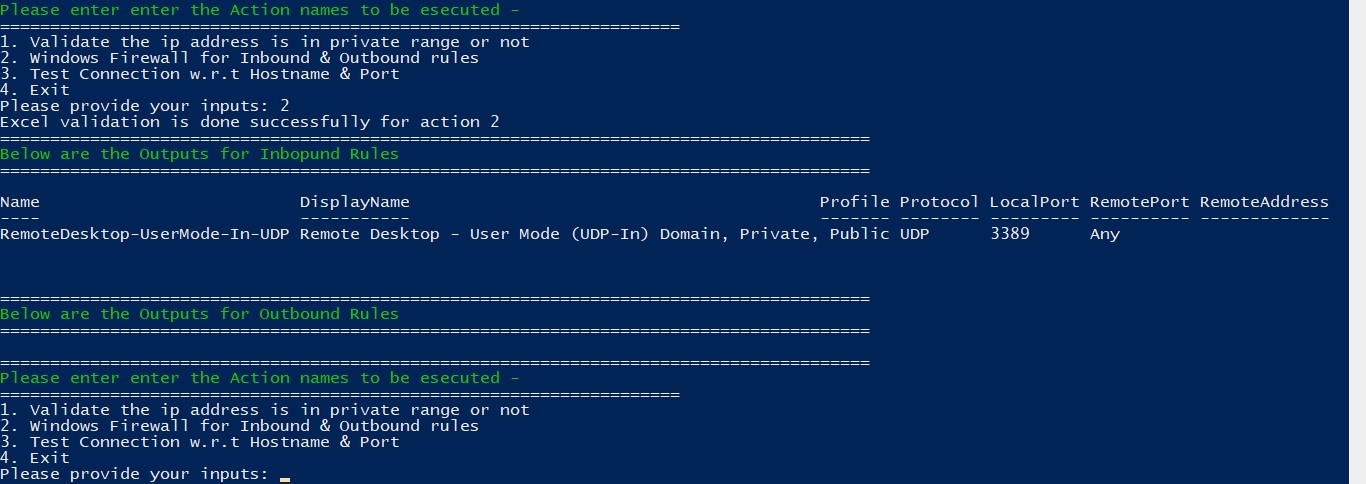 Please enter enter the Action names to be esecuted -
====================================================================
1. Validate the ip address is in private range or not
2. Windows Firewall for Inbound & Outbound rules
3. Test Connection w.r.t Hostname & Port
4. Exit
Please provide your inputs: 2
Excel validation is done successfully for action 2
=======================================================================================
Below are the Outputs for Inbopund Rules
=======================================================================================
Name                          DisplayName                                         Profile Protocol LocalPort RemotePort RemoteAddress
----                          -----------                                         ------- -------- --------- ---------- -------------
RemoteDesktop-UserMode-In-UDP Remote Desktop - User Mode (UDP-In) Domain, Private, Public UDP      3389      Any
=======================================================================================
Below are the Outputs for Outbound Rules
=======================================================================================
=======================================================================================
Please enter enter the Action names to be esecuted -
====================================================================
1. Validate the ip address is in private range or not
2. Windows Firewall for Inbound & Outbound rules
3. Test Connection w.r.t Hostname & Port
4. Exit
Please provide your inputs: _